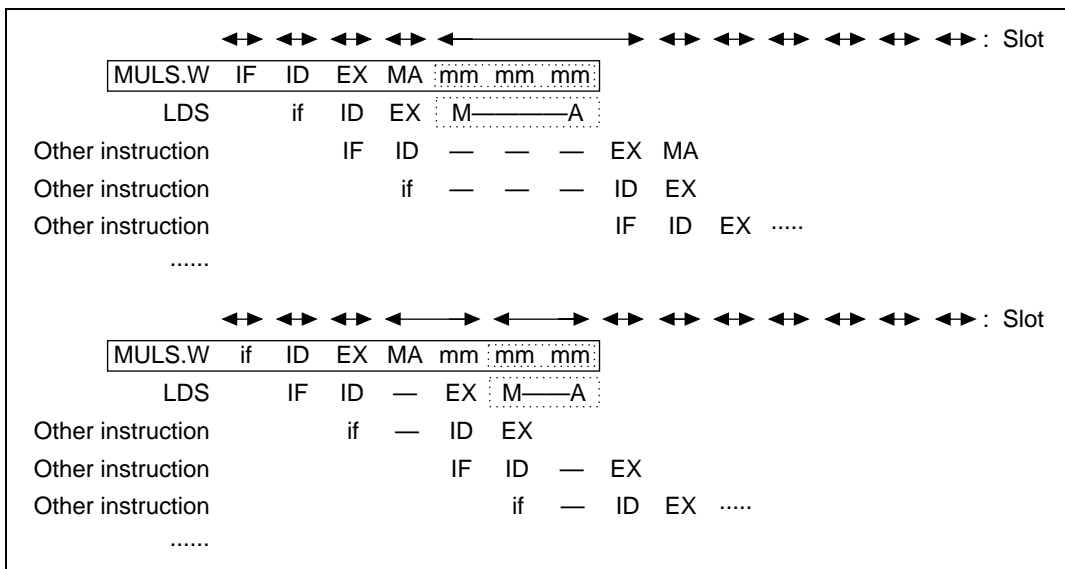 : Slot
MULS.W IF ID EX MA mm mm mm
LDS if ID EX M———A
Other instruction IF ID — — — EX MA
Other instruction if — — — ID EX
Other instruction IF ID EX .....
......
: Slot
MULS.W if ID EX MA mm mm mm
LDS IF ID — EX M——A
Other instruction if — ID EX
Other instruction IF ID — EX
Other instruction if — ID EX .....
......